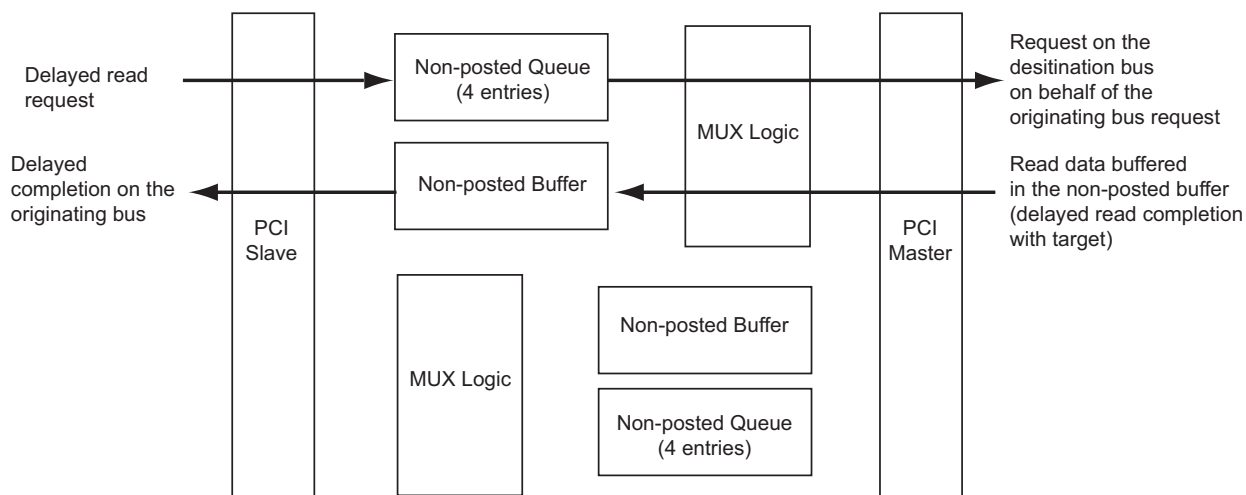 Delayed read
request
Non-posted Queue
(4 entries)
Request on the
desitination bus
on behalf of the
originating bus request
MUX Logic
Delayed
completion on the
originating bus
Non-posted Buffer
Read data buffered
in the non-posted buffer
(delayed read completion
with target)
PCI
Slave
PCI
Master
Non-posted Buffer
MUX Logic
Non-posted Queue
(4 entries)